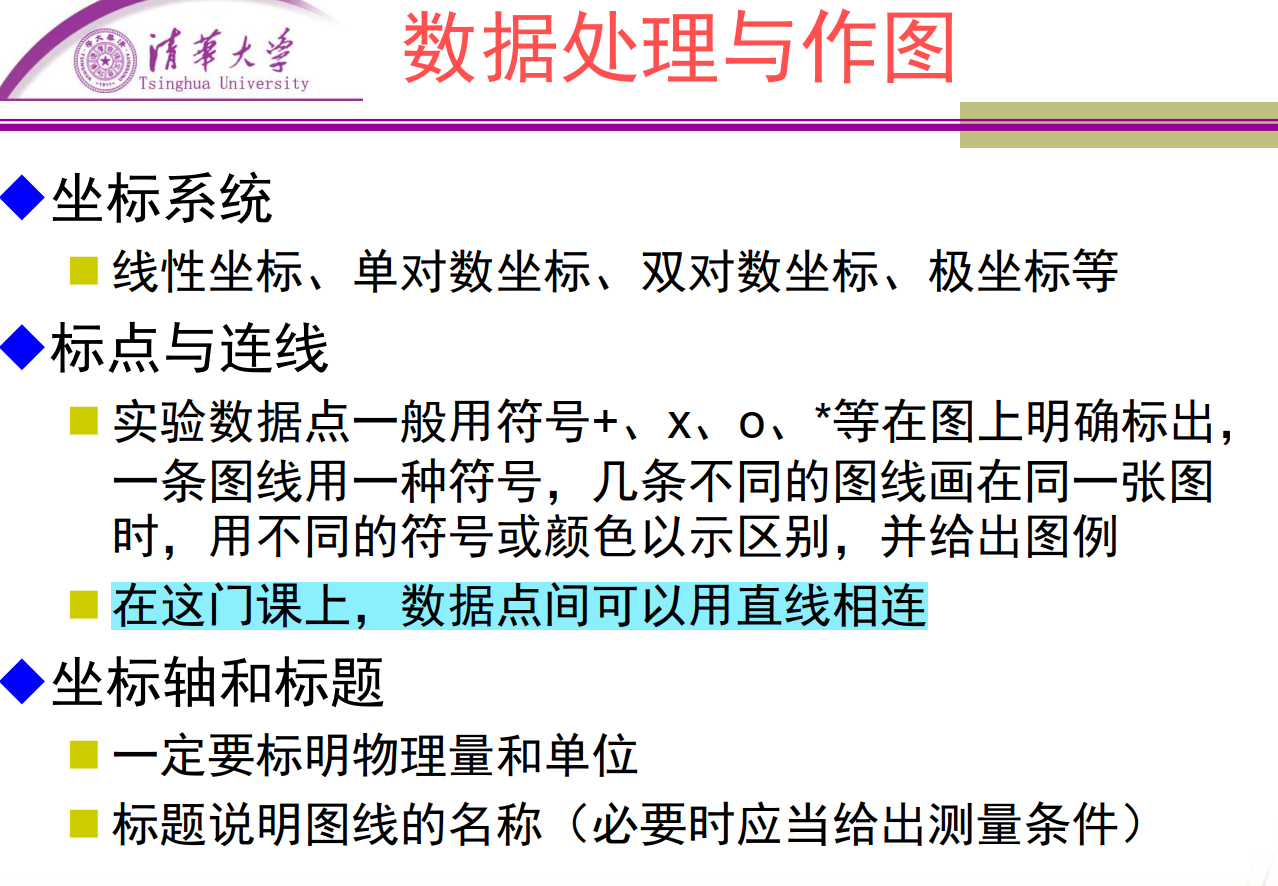 清华大学
Tsinghua University
数据处理与作图
坐标系统
线性坐标、单对数坐标、双对数坐标、极坐标等
标点与连线
实验数据点一般用符号+、x、o、*等在图上明确标出，
一条图线用一种符号，几条不同的图线画在同一张图
时，用不同的符号或颜色以示区别，并给出图例
在这门课上，数据点间可以用直线相连
坐标轴和标题
一定要标明物理量和单位
标题说明图线的名称（必要时应当给出测量条件）